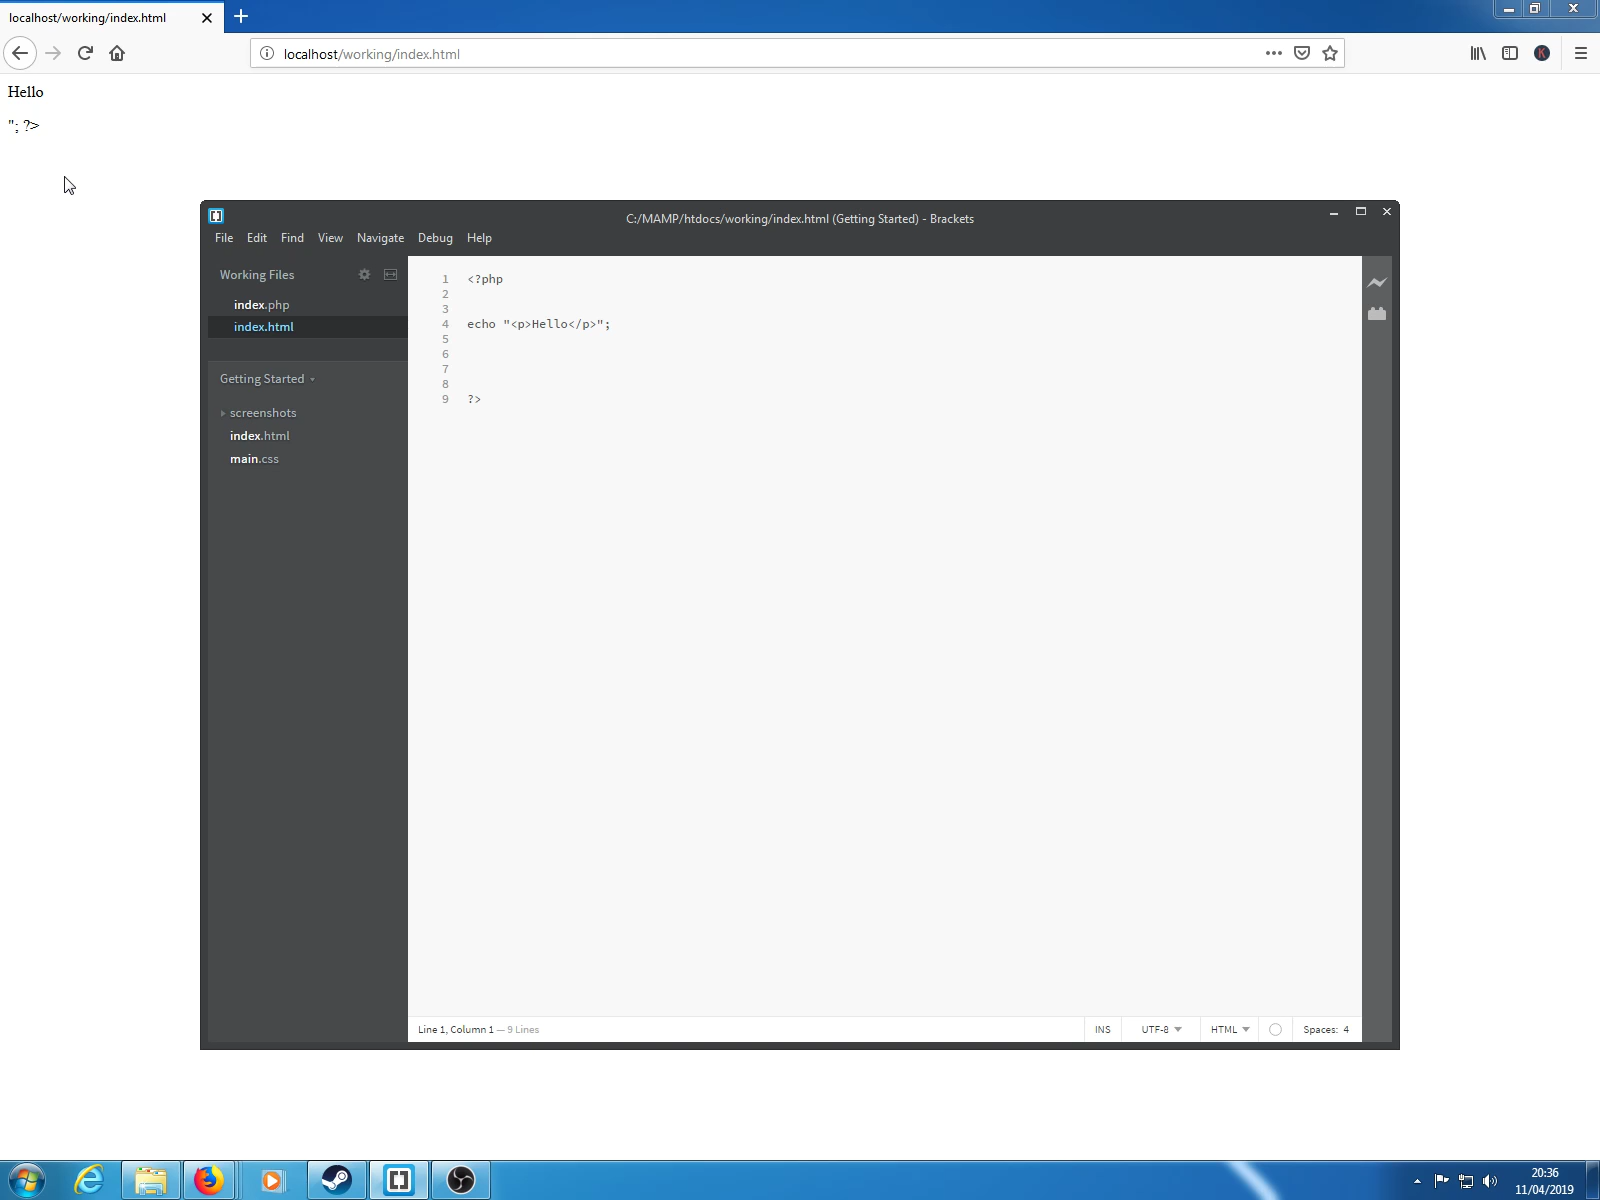 localhost/working/index.html
localhost/working/index.html
K
Hello
"; ?>
C:/MAMP/htdocs/working/index.html (Getting Started) - Brackets
File Edit Find View Navigate Debug Help
Working Files
index.php
index.html
Getting Started
screenshots
index.html
main.css
1 <?php
2
3
4 echo "<p>Hello</p>";
5
6
7
8
9 ?>
Line 1, Column 1 — 9 Lines
INS UTF-8 HTML Spaces: 4
20:36
11/04/2019